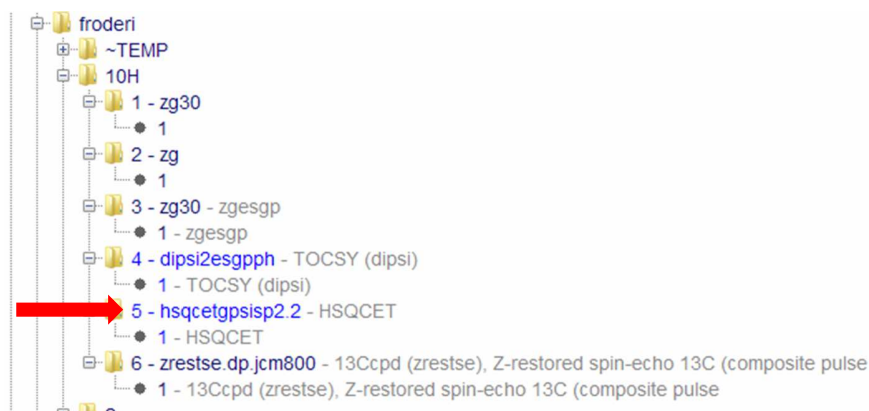 froderi
~TEMP
10H
1 - zg30
1
2 - zg
1
3 - zg30 - zgesgp
1 - zgesgp
4 - dipsi2esgpph - TOCSY (dipsi)
1 - TOCSY (dipsi)
5 - hsqcetgpsisp2.2 - HSQCET
1 - HSQCET
6 - zrestse.dp.jcm800 - 13Ccpd (zrestse), Z-restored spin-echo 13C (composite pulse
1 - 13Ccpd (zrestse), Z-restored spin-echo 13C (composite pulse